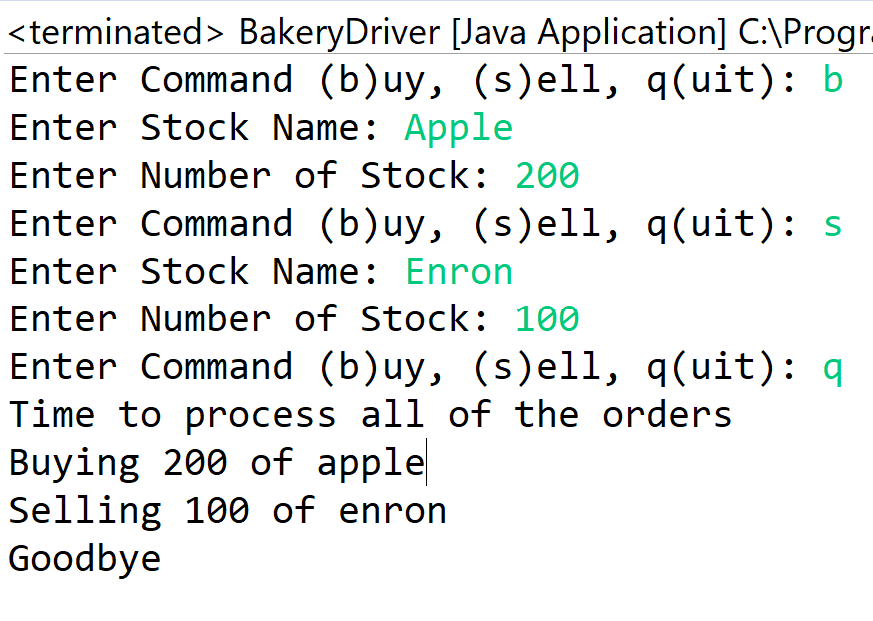 <terminated> BakeryDriver [Java Application] C:\Progra
Enter Command (b)uy, (s)ell, q(uit): b
Enter Stock Name: Apple
Enter Number of Stock: 200
Enter Command (b)uy, (s)ell, q(uit): s
Enter Stock Name: Enron
Enter Number of Stock: 100
Enter Command (b)uy, (s)ell, q(uit): q
Time to process all of the orders
Buying 200 of apple
Selling 100 of enron
Goodbye